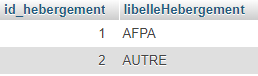 id_hebergement libelleHebergement
1 AFPA
2 AUTRE